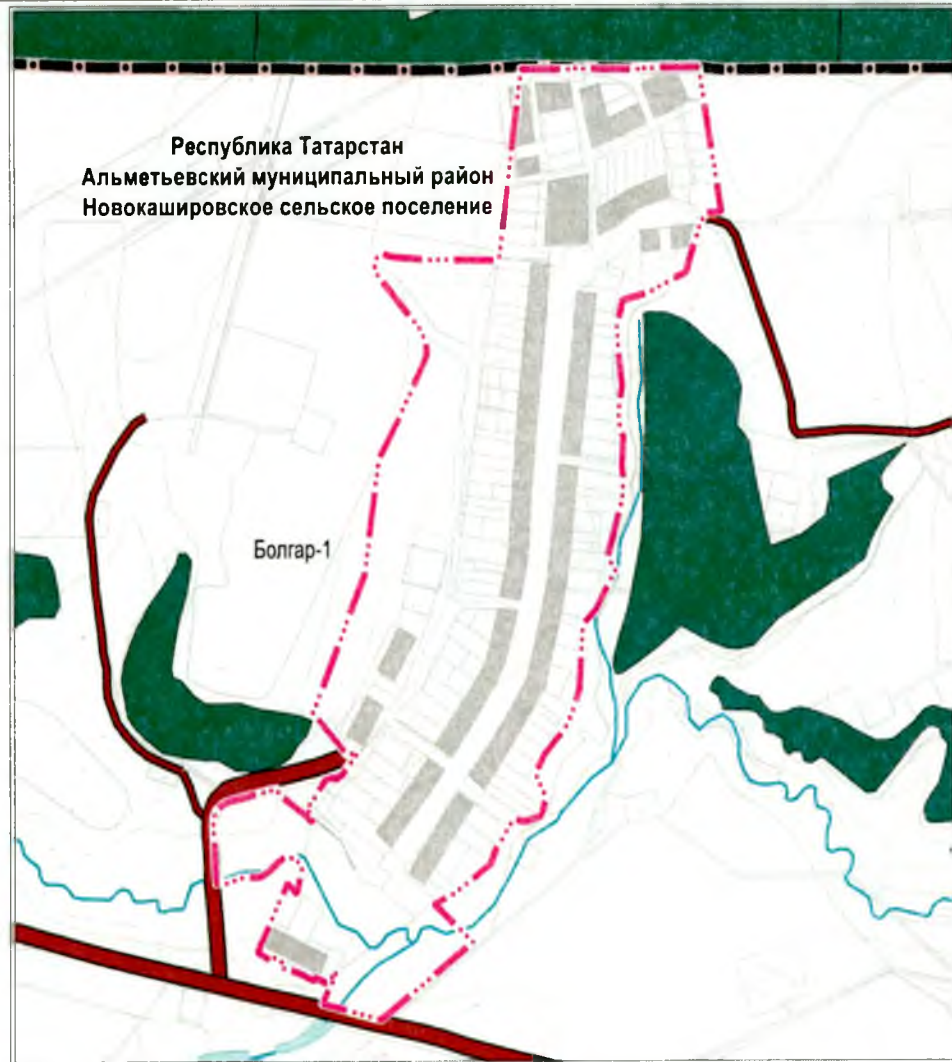 Республика Татарстан
Альметьевский муниципальный район
Новокашировское сельское поселение
Болгар-1